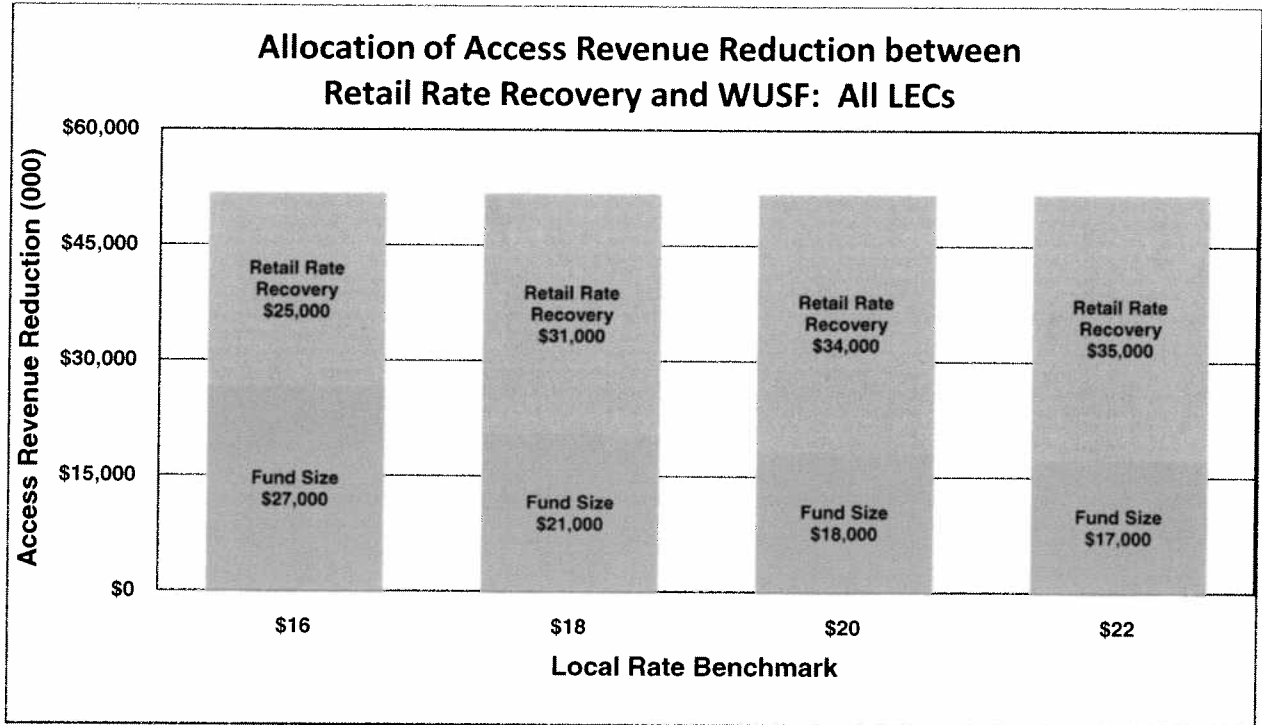 Allocation of Access Revenue Reduction between
Retail Rate Recovery and WUSF: All LECs
Access Revenue Reduction (000)
$60,000
$45,000
$30,000
$15,000
$0
Retail Rate
Recovery
$25,000
Fund Size
$27,000
Retail Rate
Recovery
$31,000
Fund Size
$21,000
Retail Rate
Recovery
$34,000
Fund Size
$18,000
Retail Rate
Recovery
$35,000
Fund Size
$17,000
$16
$18
$20
$22
Local Rate Benchmark